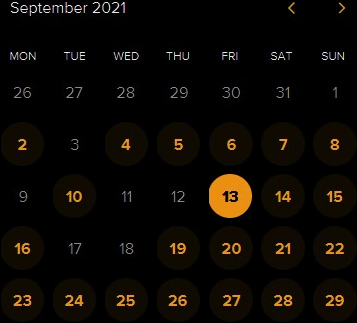 September 2021
MON TUE WED THU FRI SAT SUN
26 27 28 29 30 31 1
2 3 4 5 6 7 8
9 10 11 12 13 14 15
16 17 18 19 20 21 22
23 24 25 26 27 28 29